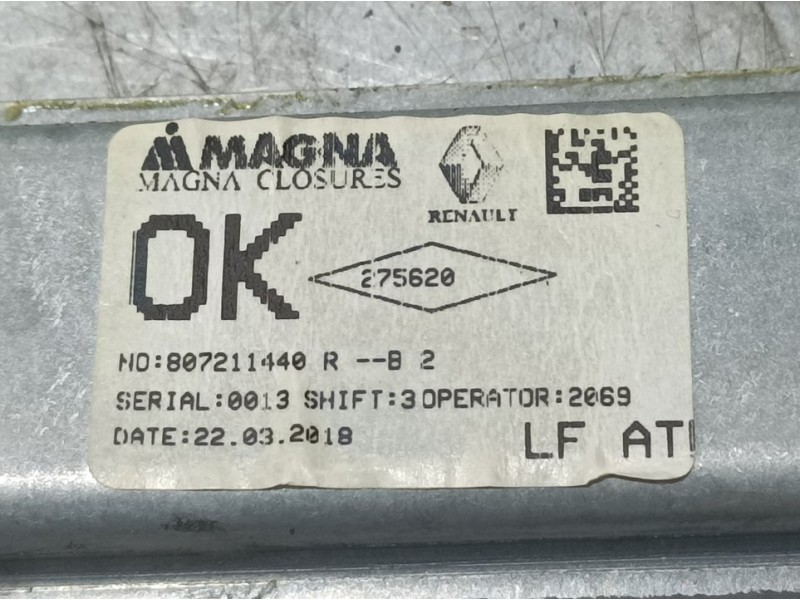 MAGNA
MAGNA CLOSURES
RENAULT
OK
275620
NO:807211440 R --B 2
SERIAL:0013 SHIFT:3 OPERATOR:2069
DATE:22.03.2018
LF AT